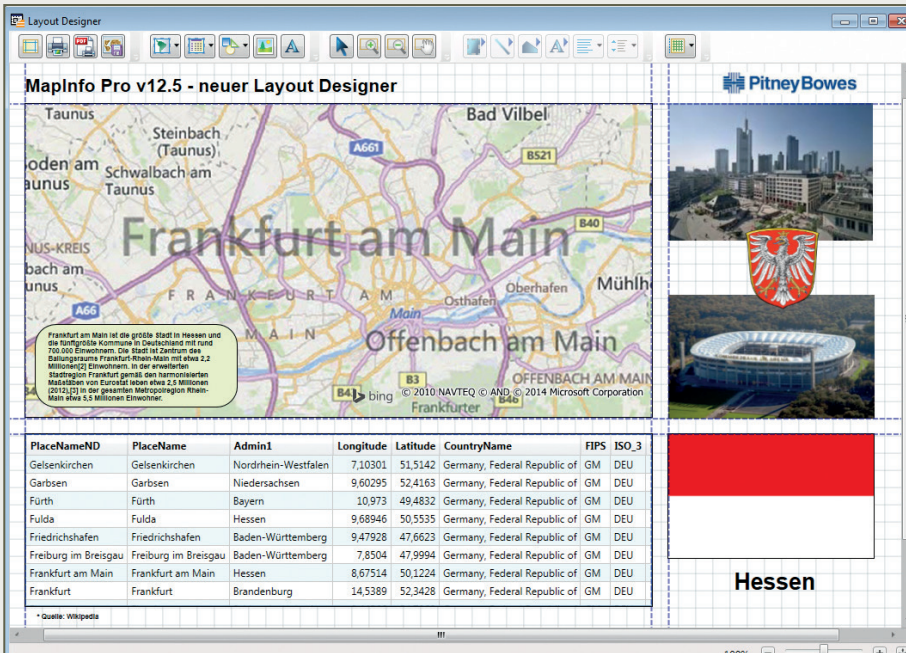 Layout Designer
MapInfo Pro v12.5 - neuer Layout Designer
PitneyBowes
Taunus
Bad Vilbel
Steinbach
(Taunus)
A661
oden am
aunus
Schwalbach am
Taunus
B521
B40
Frankfurt am Main
NUS-KREIS
bach am
unus
FRANKFURT AM
MAIN
Oberhafen
Mühlh
Osthafen
A66
Main
Offenbach am Main
Frankfurt am Main ist die größte Stadt in Hessen und
die fünftgrößte Kommune in Deutschland mit rund
700.000 Einwohnern. Die Stadt ist Zentrum des
Ballungsraums Frankfurt-Rhein-Main mit etwa 2,2
Millionen[2] Einwohnern. In der erweiterten
Stadtregion Frankfurt gemäß den harmonisierten
Maßstäben von Eurostat leben etwa 2,5 Millionen
(2012),[3] in der gesamten Metropolregion Rhein-
Main etwa 5,5 Millionen Einwohner.
B3
OFFENBACH AM MAIN
B44
bing
© 2010 NAVTEQ © AND © 2014 Microsoft Corporation
B46
Frankfurter
PlaceNameND PlaceName Admin1 Longitude Latitude CountryName FIPS ISO_3
Gelsenkirchen Gelsenkirchen Nordrhein-Westfalen 7,10301 51,5142 Germany, Federal Republic of GM DEU
Garbsen Garbsen Niedersachsen 9,60295 52,4163 Germany, Federal Republic of GM DEU
Fürth Fürth Bayern 10,973 49,4832 Germany, Federal Republic of GM DEU
Fulda Fulda Hessen 9,68946 50,5535 Germany, Federal Republic of GM DEU
Friedrichshafen Friedrichshafen Baden-Württemberg 9,47928 47,6623 Germany, Federal Republic of GM DEU
Freiburg im Breisgau Freiburg im Breisgau Baden-Württemberg 7,8504 47,9994 Germany, Federal Republic of GM DEU
Frankfurt am Main Frankfurt am Main Hessen 8,67514 50,1224 Germany, Federal Republic of GM DEU
Frankfurt Frankfurt Brandenburg 14,5389 52,3428 Germany, Federal Republic of GM DEU
Hessen
* Quelle: Wikipedia